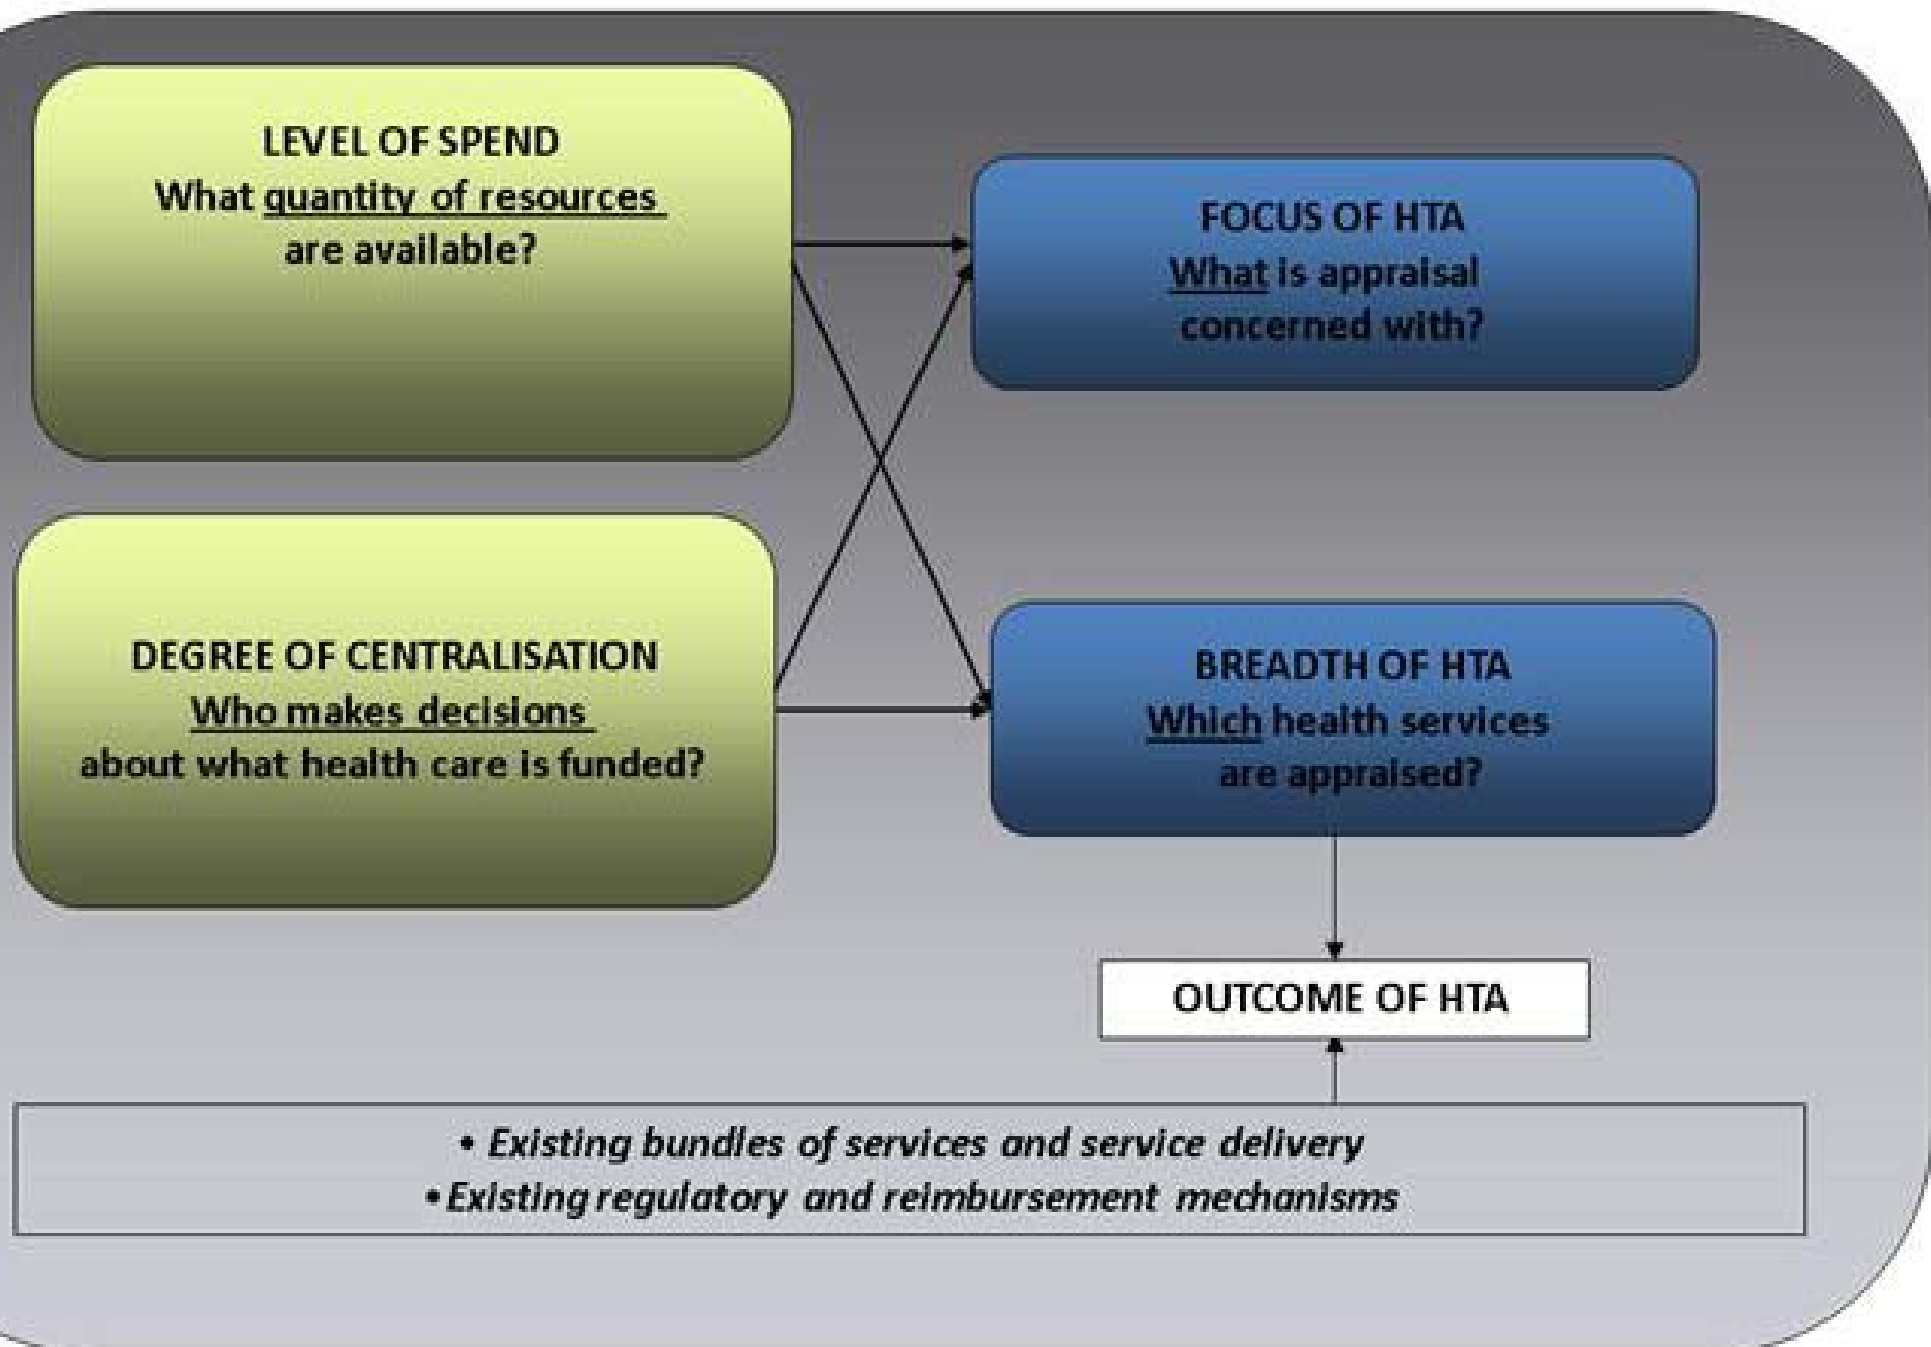 LEVEL OF SPEND
What quantity of resources
are available?
FOCUS OF HTA
What is appraisal
concerned with?
DEGREE OF CENTRALISATION
Who makes decisions
about what health care is funded?
BREADTH OF HTA
Which health services
are appraised?
OUTCOME OF HTA
• Existing bundles of services and service delivery
•Existing regulatory and reimbursement mechanisms